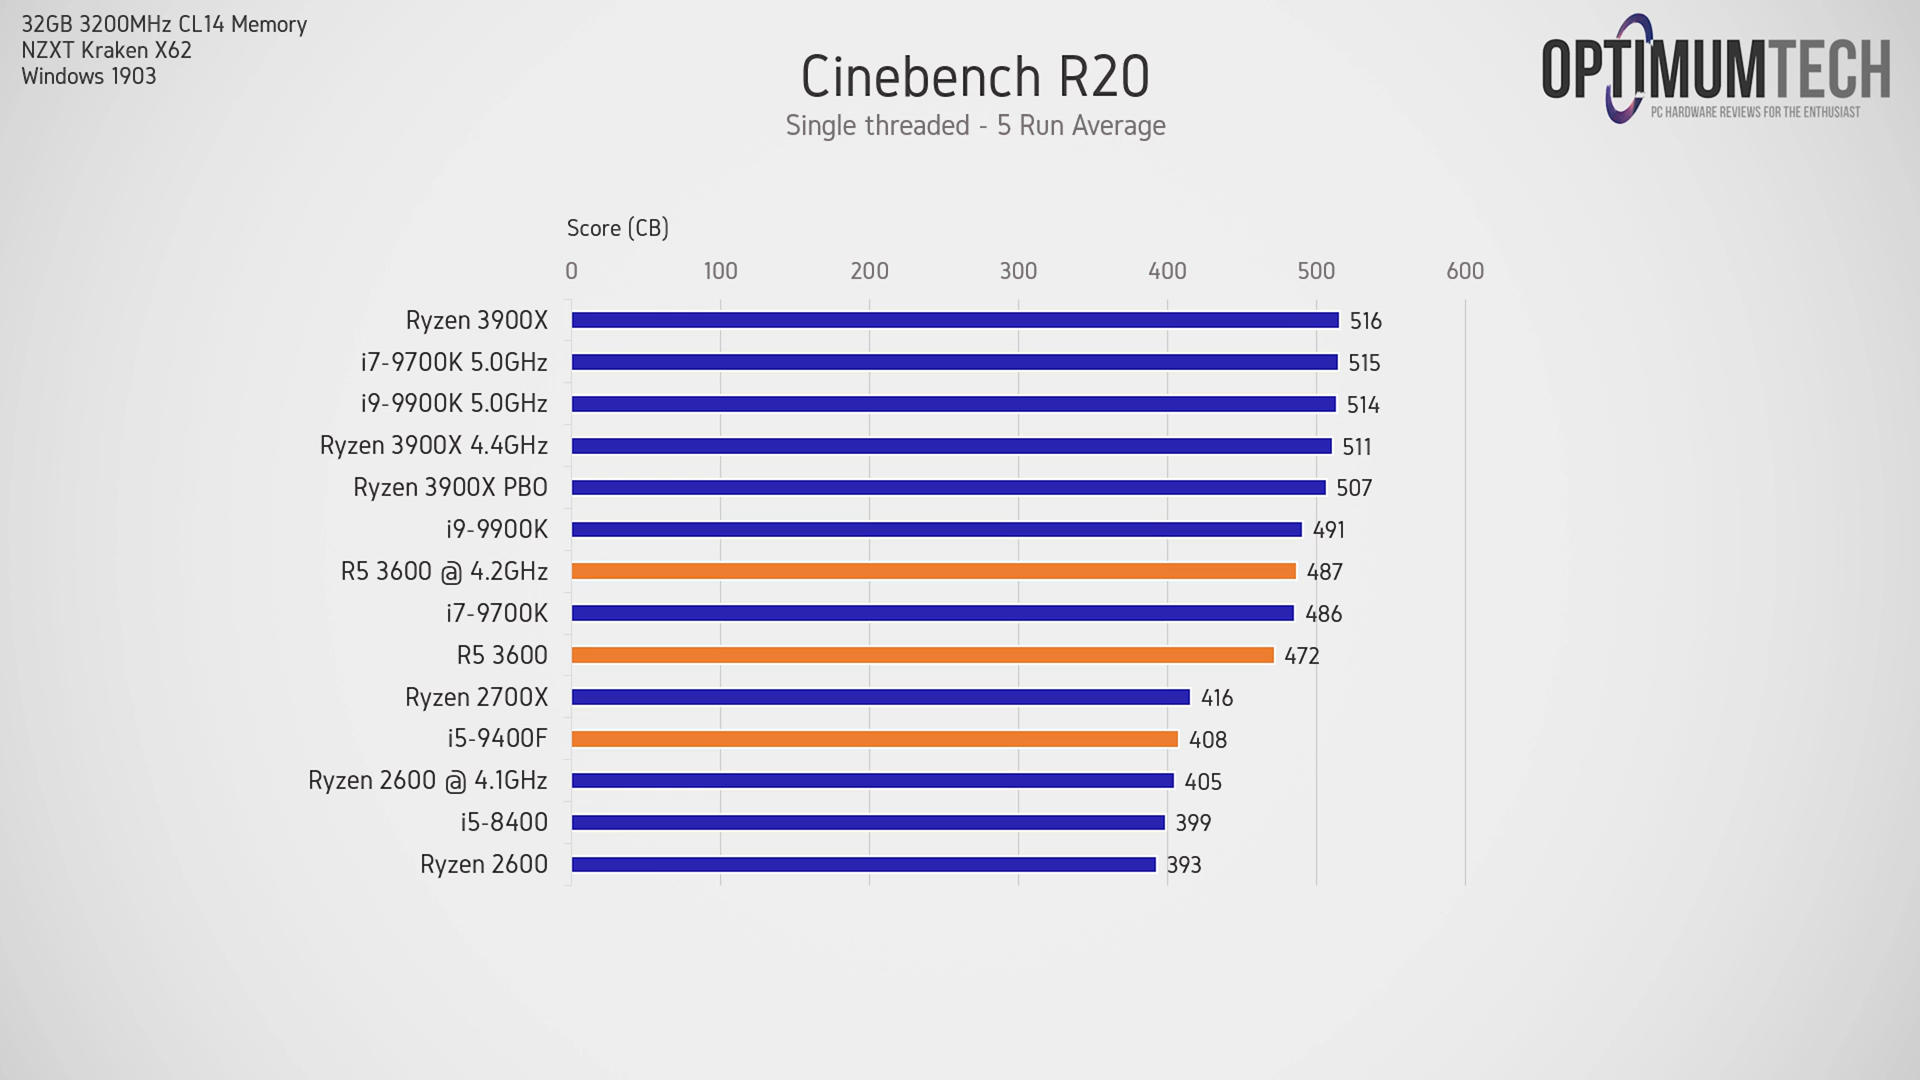 32GB 3200MHz CL14 Memory
NZXT Kraken X62
Windows 1903
Cinebench R20
Single threaded - 5 Run Average
OPTIMUMTECH
PC HARDWARE REVIEWS FOR THE ENTHUSIAST
Score (CB)
0 100 200 300 400 500 600
Ryzen 3900X 516
i7-9700K 5.0GHz 515
i9-9900K 5.0GHz 514
Ryzen 3900X 4.4GHz 511
Ryzen 3900X PBO 507
i9-9900K 491
R5 3600 @ 4.2GHz 487
i7-9700K 486
R5 3600 472
Ryzen 2700X 416
i5-9400F 408
Ryzen 2600 @ 4.1GHz 405
i5-8400 399
Ryzen 2600 393